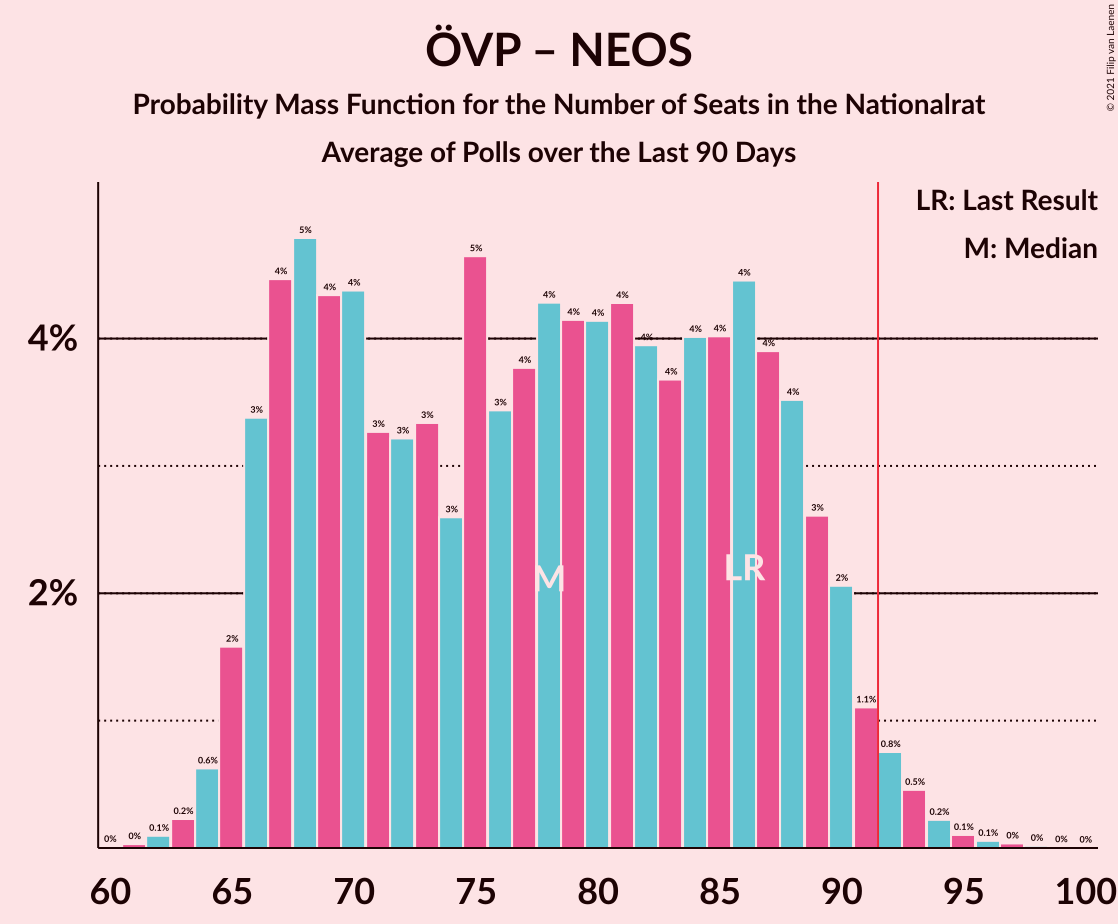 ÖVP – NEOS
Probability Mass Function for the Number of Seats in the Nationalrat
Average of Polls over the Last 90 Days
© 2021 Filip van Laenen
LR: Last Result
M: Median
4%
2%
0% 0% 0.1% 0.2% 0.6% 2% 3% 4% 5% 4% 4% 3% 3% 3% 3% 5% 3% 4% 4% 4% 4% 4% 4% 4% 4% 4% 4% 4% 4% 3% 2% 1.1% 0.8% 0.5% 0.2% 0.1% 0.1% 0% 0% 0% 0%
M
LR
60 65 70 75 80 85 90 95 100